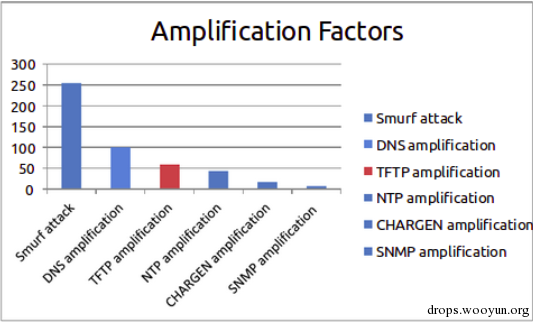 Amplification Factors
300
250
200
150
100
50
0
Smurf attack
DNS amplification
TFTP amplification
NTP amplification
CHARGEN amplification
SNMP amplification
Smurf attack
DNS amplification
TFTP amplification
NTP amplification
CHARGEN amplification
SNMP amplification
drops.wooyun.org